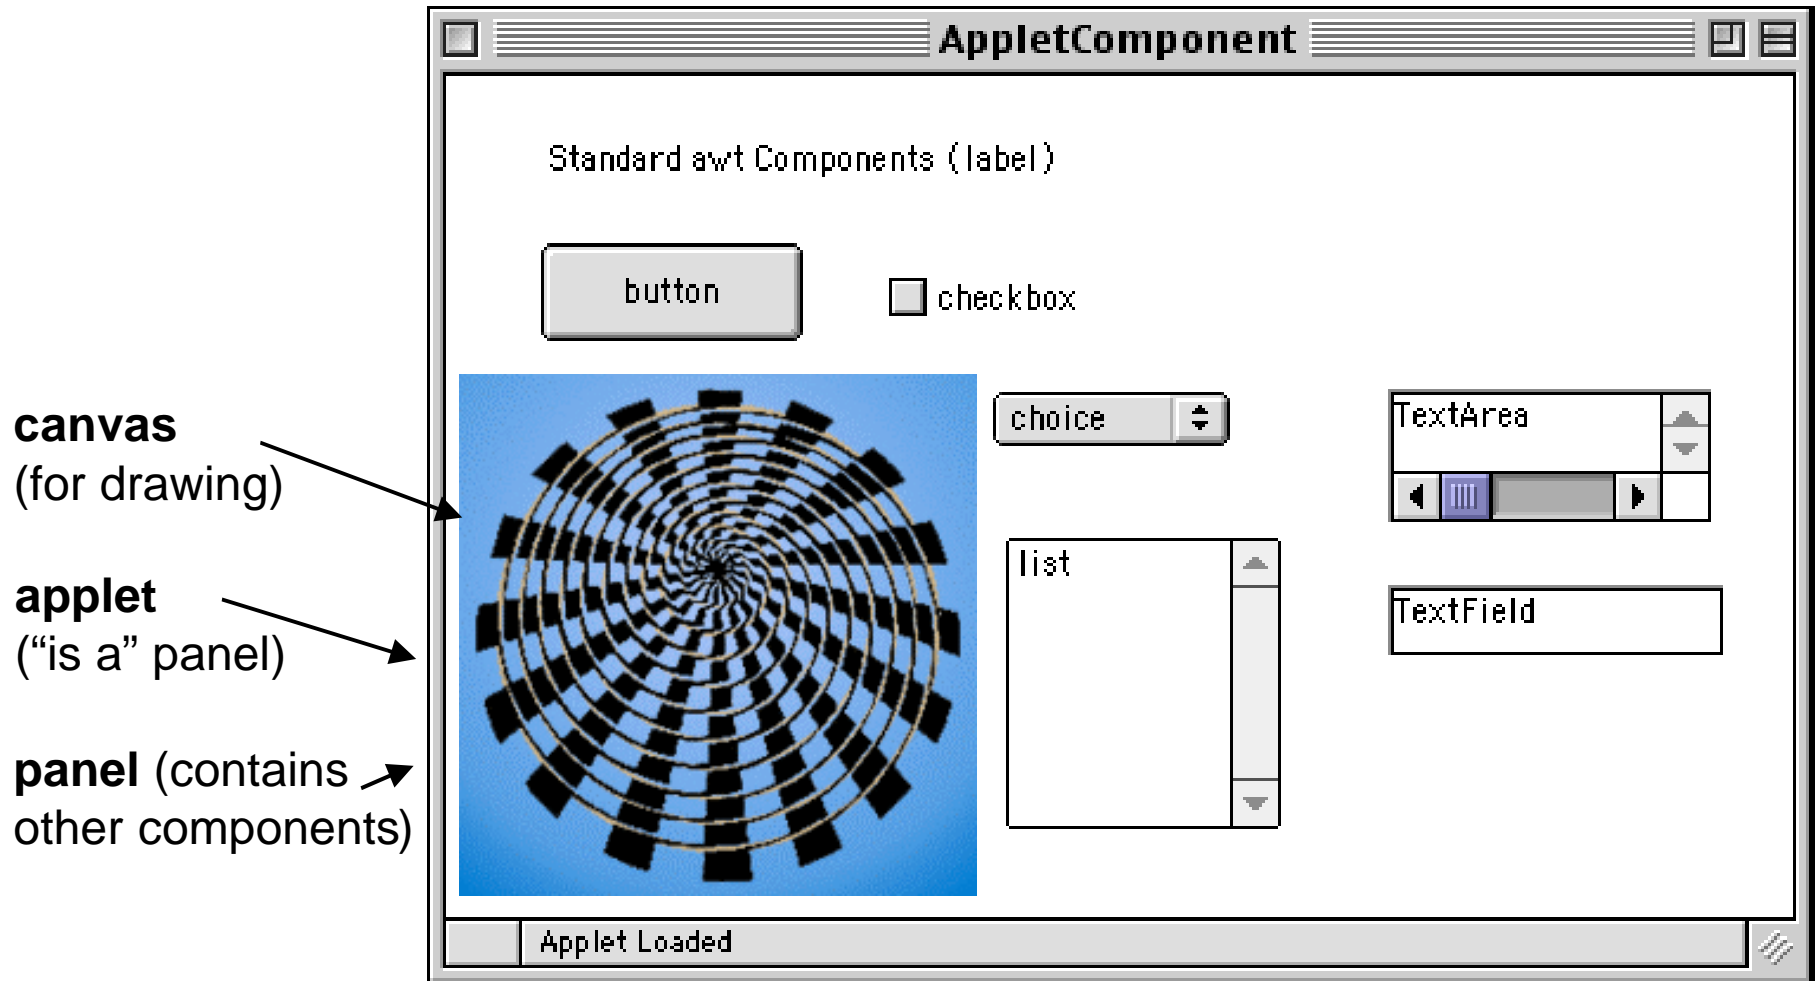 AppletComponent
Standard awt Components (label)
button
checkbox
canvas
(for drawing)
applet
(“is a” panel)
panel (contains
other components)
choice
list
TextArea
TextField
Applet Loaded